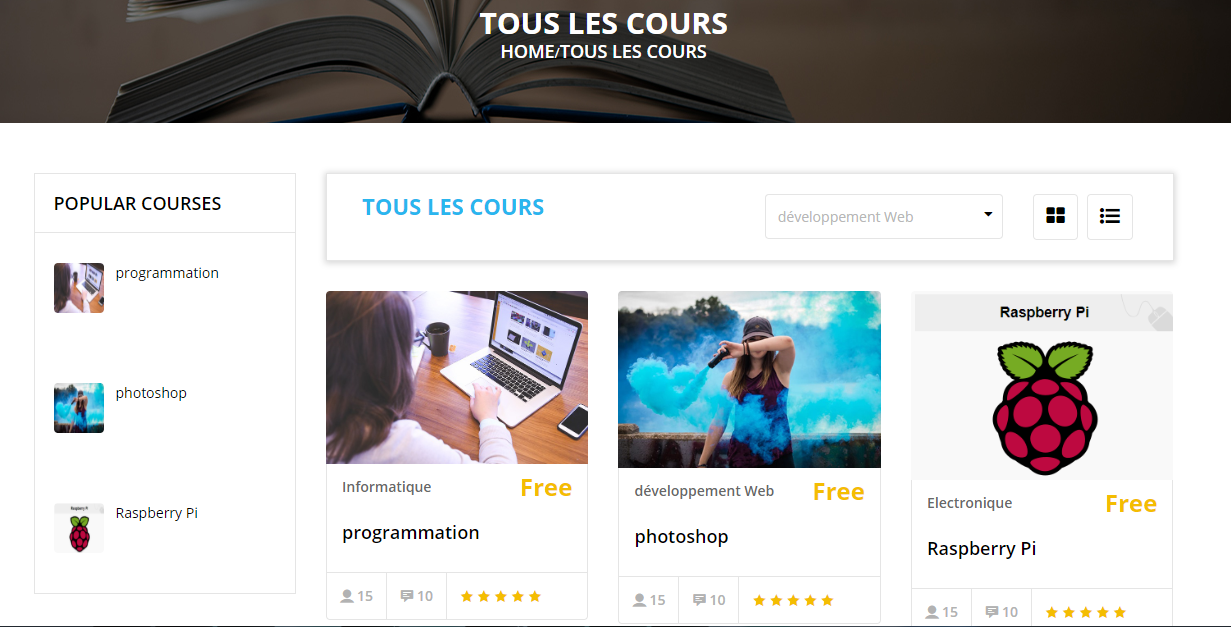 TOUS LES COURS
HOME/TOUS LES COURS
POPULAR COURSES
programmation
photoshop
Raspberry Pi
TOUS LES COURS
développement Web
Informatique
Free
programmation
15
10
développement Web
Free
photoshop
15
10
Raspberry Pi
Electronique
Free
Raspberry Pi
15
10